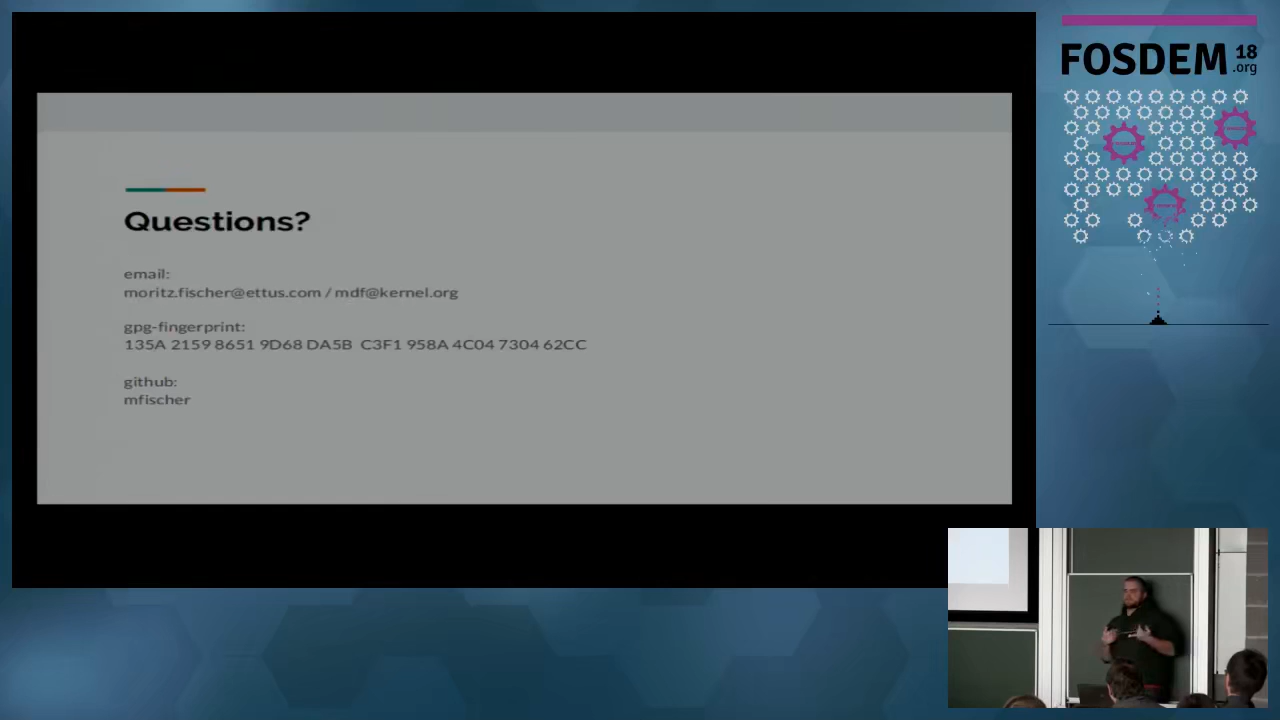 FOSDEM 18
.org
Questions?
email:
moritz.fischer@ettus.com / mdf@kernel.org
gpg-fingerprint:
135A 2159 8651 9D68 DA5B  C3F1 958A 4C04 7304 62CC
github:
mfischer